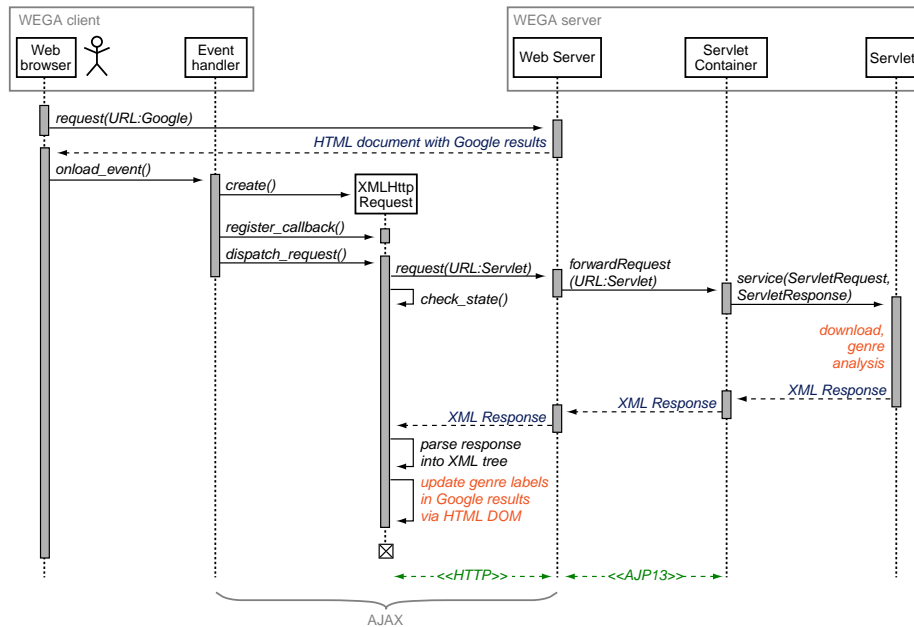 WEGA client
WEGA server
Web
browser
Event
handler
Web Server
Servlet
Container
Servlet
request(URL:Google)
HTML document with Google results
onload_event()
create()
XMLHttp
Request
register_callback()
dispatch_request()
request(URL:Servlet)
forwardRequest
(URL:Servlet)
service(ServletRequest,
ServletResponse)
check_state()
download,
genre
analysis
XML Response
XML Response
XML Response
parse response
into XML tree
update genre labels
in Google results
via HTML DOM
<<HTTP>>
<<AJP13>>
AJAX